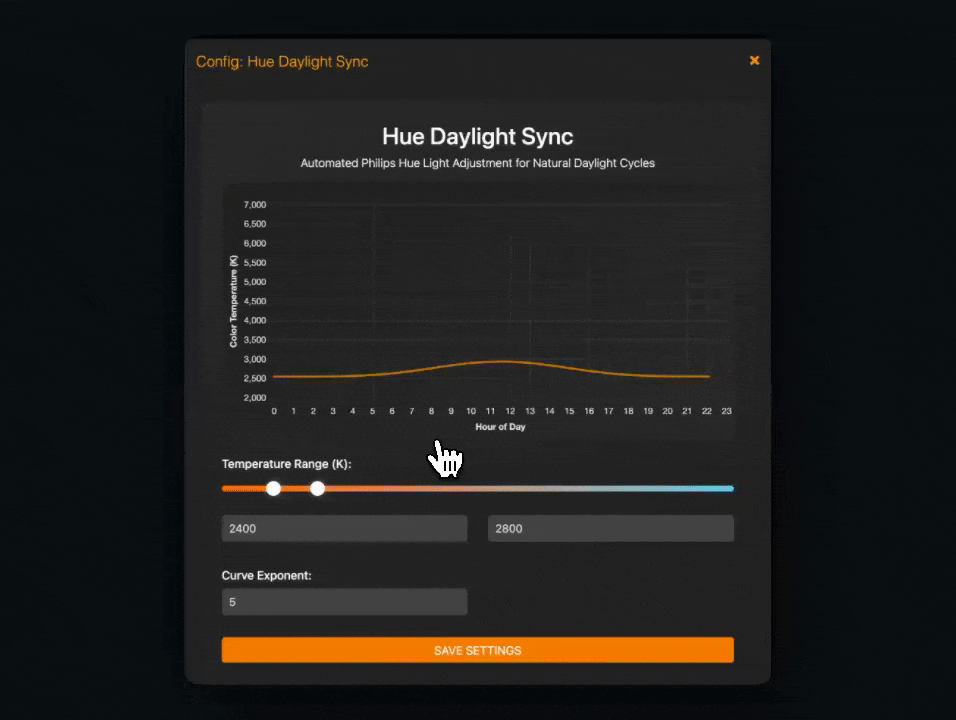 Config: Hue Daylight Sync
Hue Daylight Sync
Automated Philips Hue Light Adjustment for Natural Daylight Cycles
Color Temperature (K)
7,000
6,500
6,000
5,500
5,000
4,500
4,000
3,500
3,000
2,500
2,000
0 1 2 3 4 5 6 7 8 9 10 11 12 13 14 15 16 17 18 19 20 21 22 23
Hour of Day
Temperature Range (K):
2400 2800
Curve Exponent:
5
SAVE SETTINGS